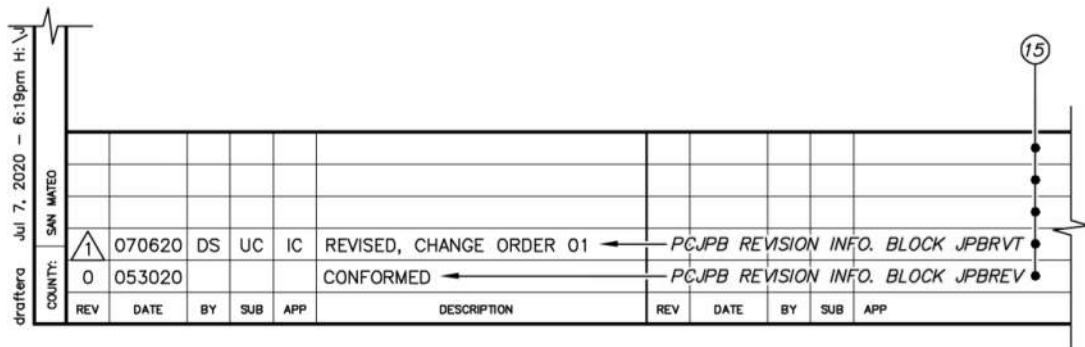 15
1 070620 DS UC IC REVISED, CHANGE ORDER 01 PCJPB REVISION INFO. BLOCK JPBRVT
0 053020 CONFORMED PCJPB REVISION INFO. BLOCK JPBREV
REV DATE BY SUB APP DESCRIPTION REV DATE BY SUB APP
COUNTY: SAN MATEO
draftera Jul 7, 2020 – 6:19pm H: